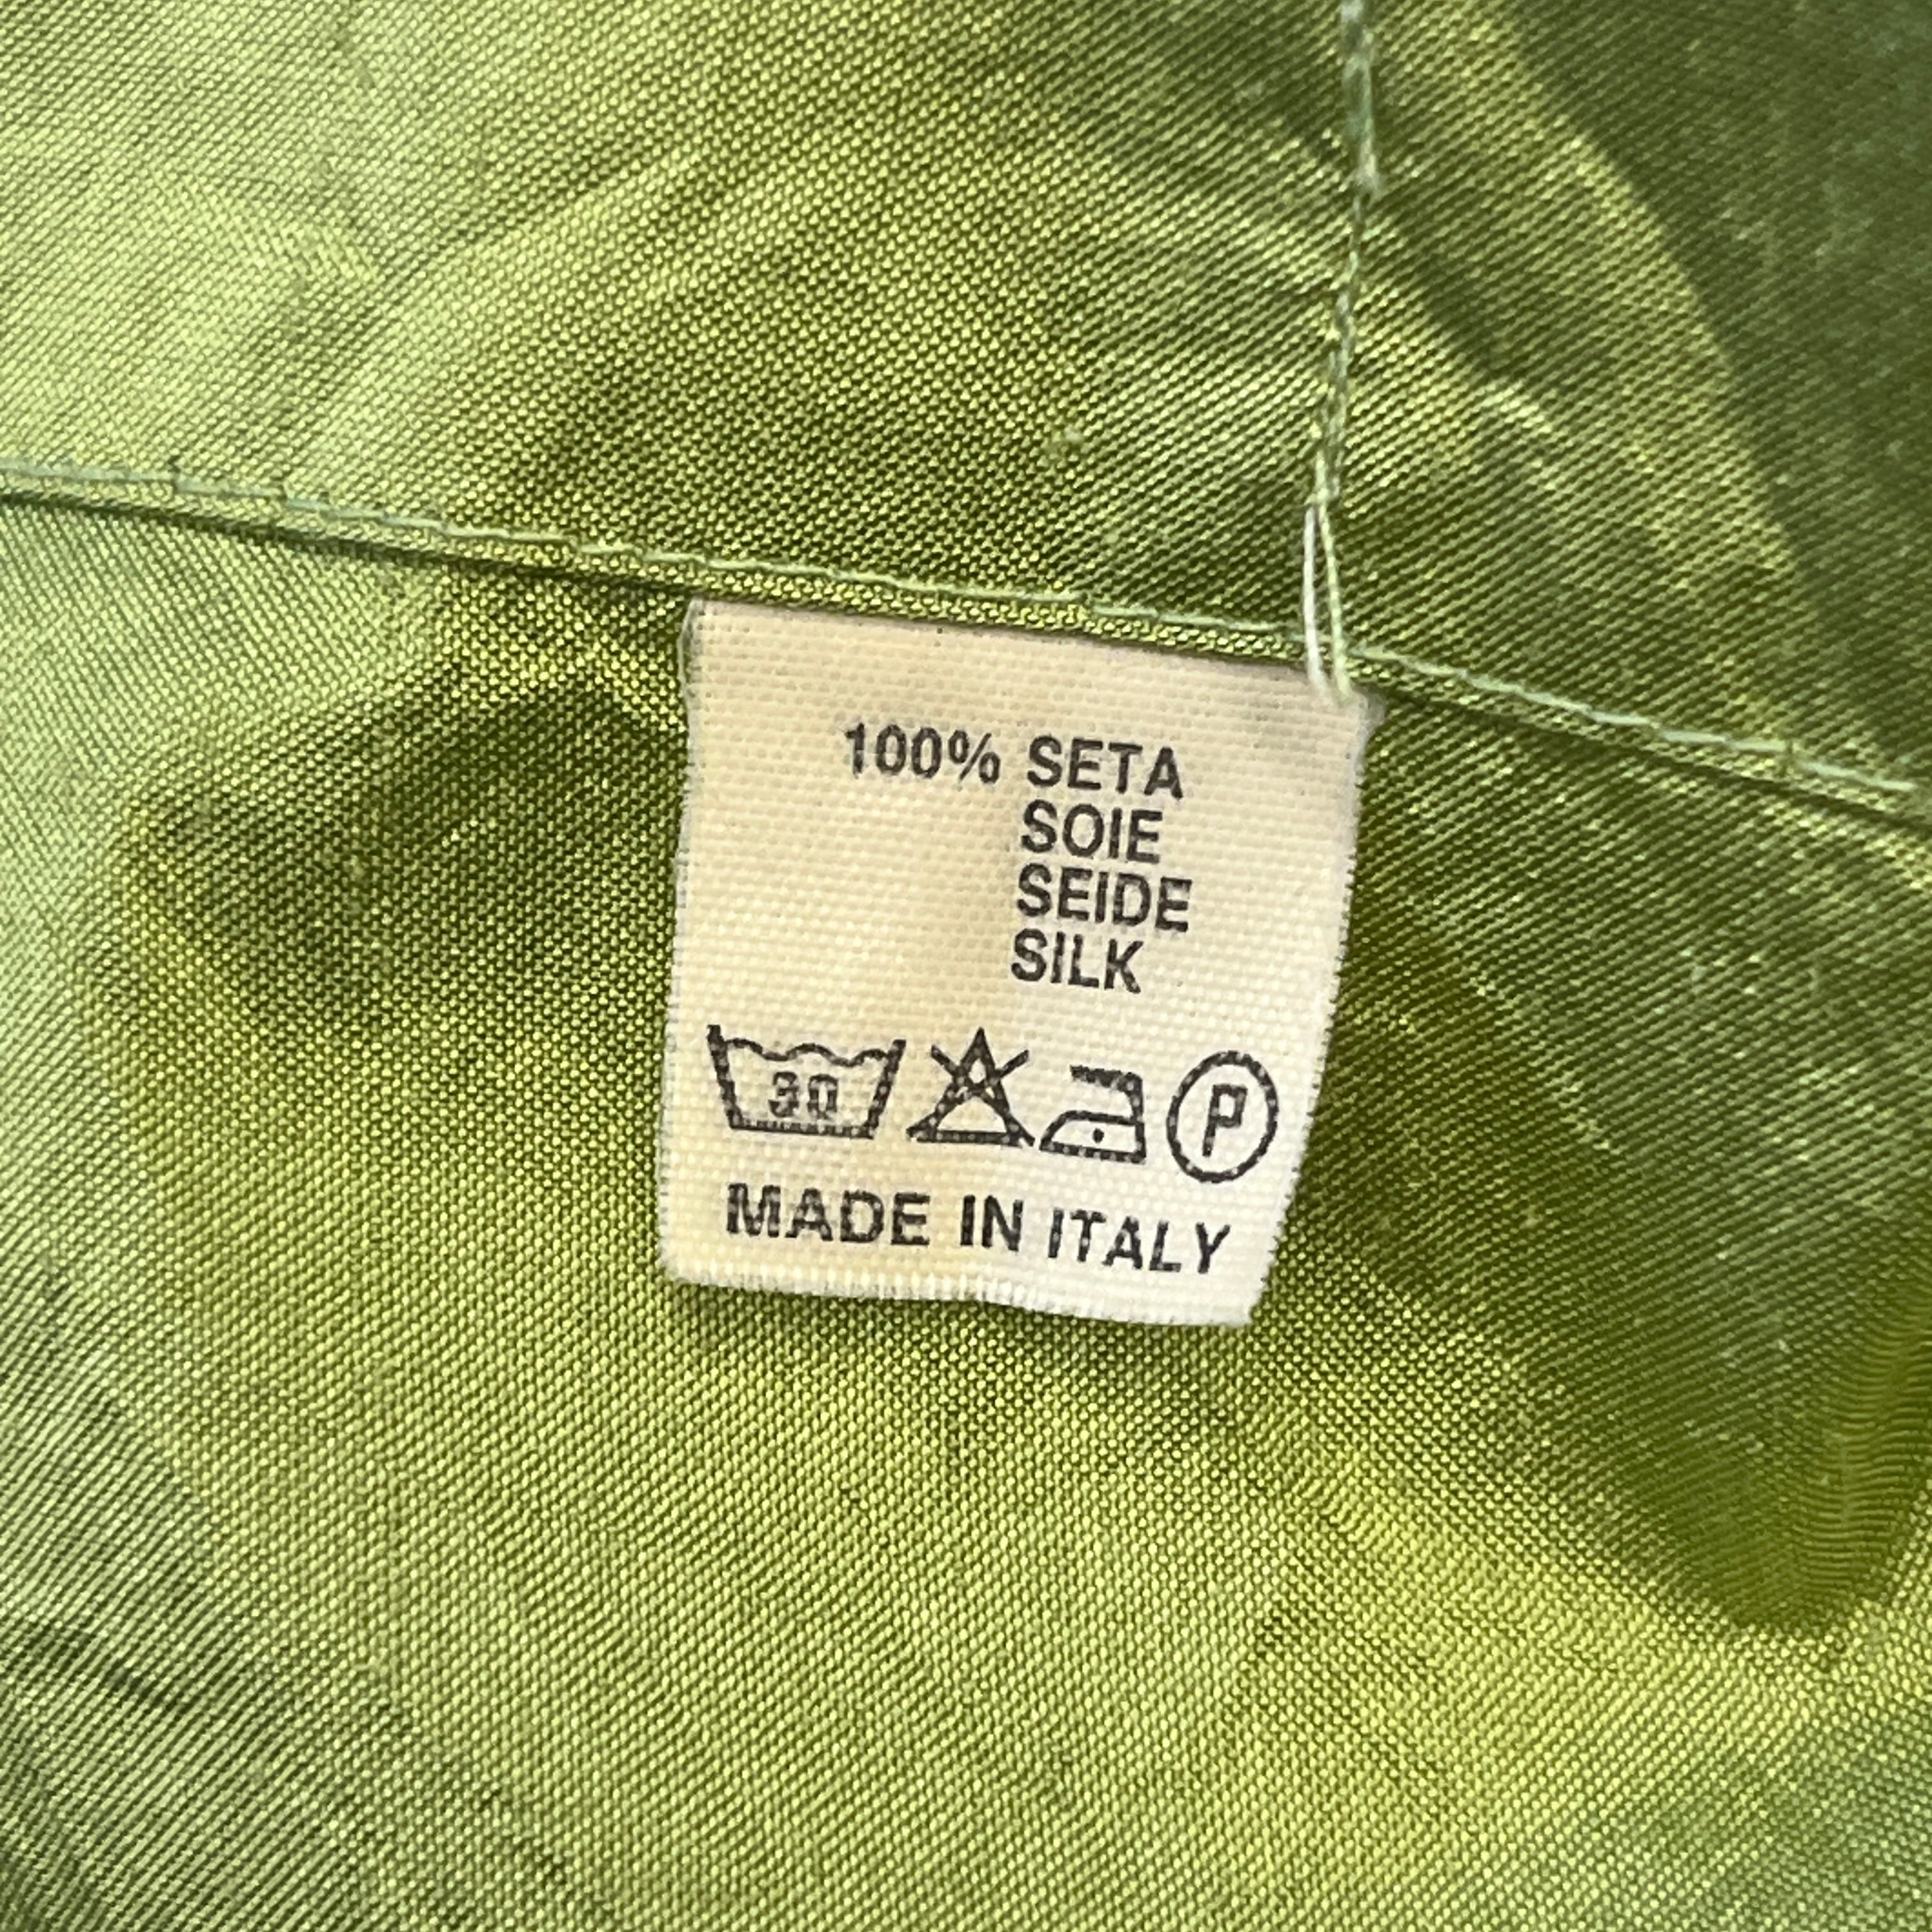 100% SETA
SOIE
SEIDE
SILK
30 P
MADE IN ITALY